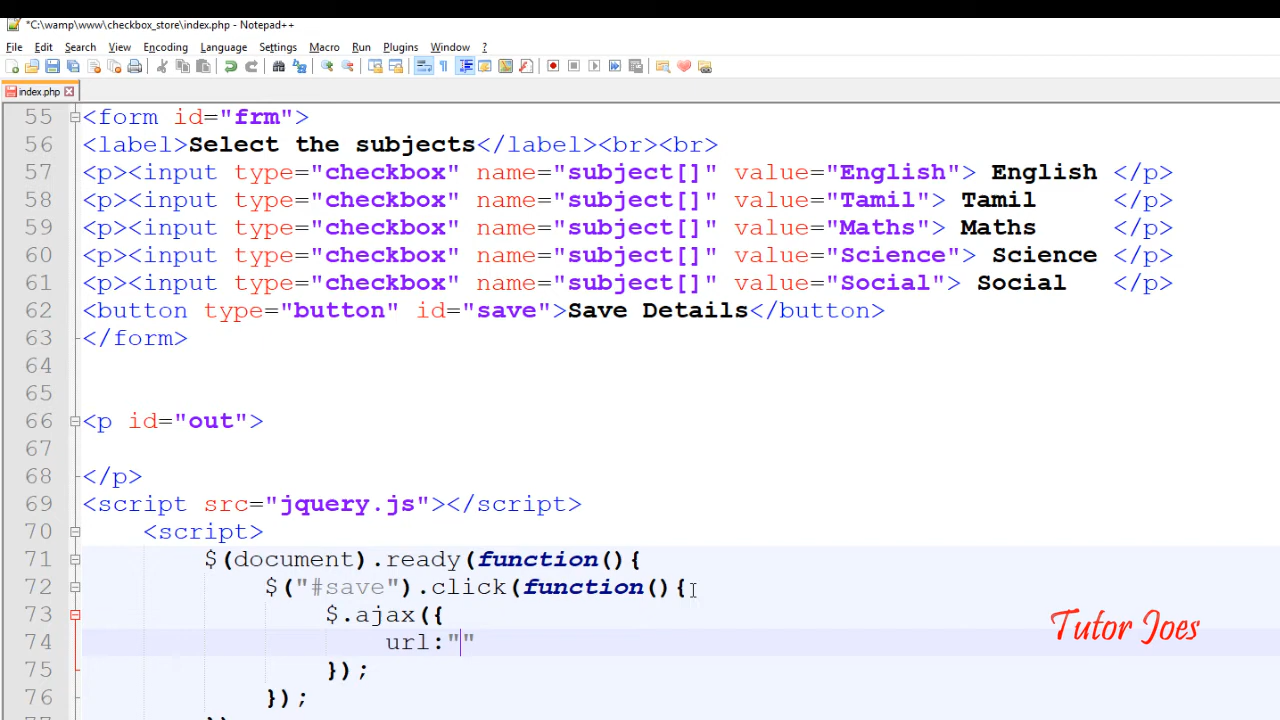 *C:\wamp\www\checkbox_store\index.php - Notepad++
File Edit Search View Encoding Language Settings Macro Run Plugins Window ?
index.php
55 <form id="frm">
56 <label>Select the subjects</label><br><br>
57 <p><input type="checkbox" name="subject[]" value="English"> English </p>
58 <p><input type="checkbox" name="subject[]" value="Tamil"> Tamil </p>
59 <p><input type="checkbox" name="subject[]" value="Maths"> Maths </p>
60 <p><input type="checkbox" name="subject[]" value="Science"> Science </p>
61 <p><input type="checkbox" name="subject[]" value="Social"> Social </p>
62 <button type="button" id="save">Save Details</button>
63 </form>
64
65
66 <p id="out">
67
68 </p>
69 <script src="jquery.js"></script>
70 <script>
71 $(document).ready(function(){
72 $("#save").click(function(){
73 $.ajax({
Tutor Joes
74 url:""
75 });
76 });